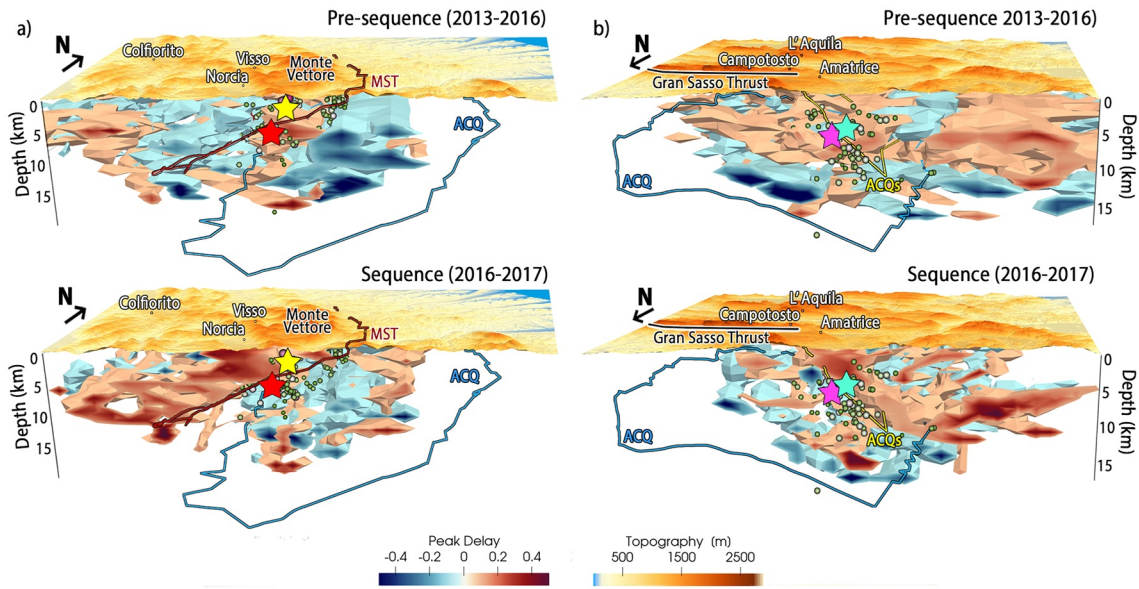 a)
Pre-sequence (2013-2016)
N
Colfiorito
Visso
Norcia
Monte
Vettore
MST
ACQ
0
5
10
15
Depth (km)
b)
Pre-sequence 2013-2016)
N
L'Aquila
Campotosto
Amatrice
Gran Sasso Thrust
ACQ
ACQs
0
5
10
15
Depth (km)
Sequence (2016-2017)
N
Colfiorito
Visso
Norcia
Monte
Vettore
MST
ACQ
0
5
10
15
Depth (km)
Sequence (2016-2017)
N
L'Aquila
Campotosto
Amatrice
Gran Sasso Thrust
ACQ
ACQs
0
5
10
15
Depth (km)
Peak Delay
-0.4 -0.2 0 0.2 0.4
Topography [m]
500 1500 2500